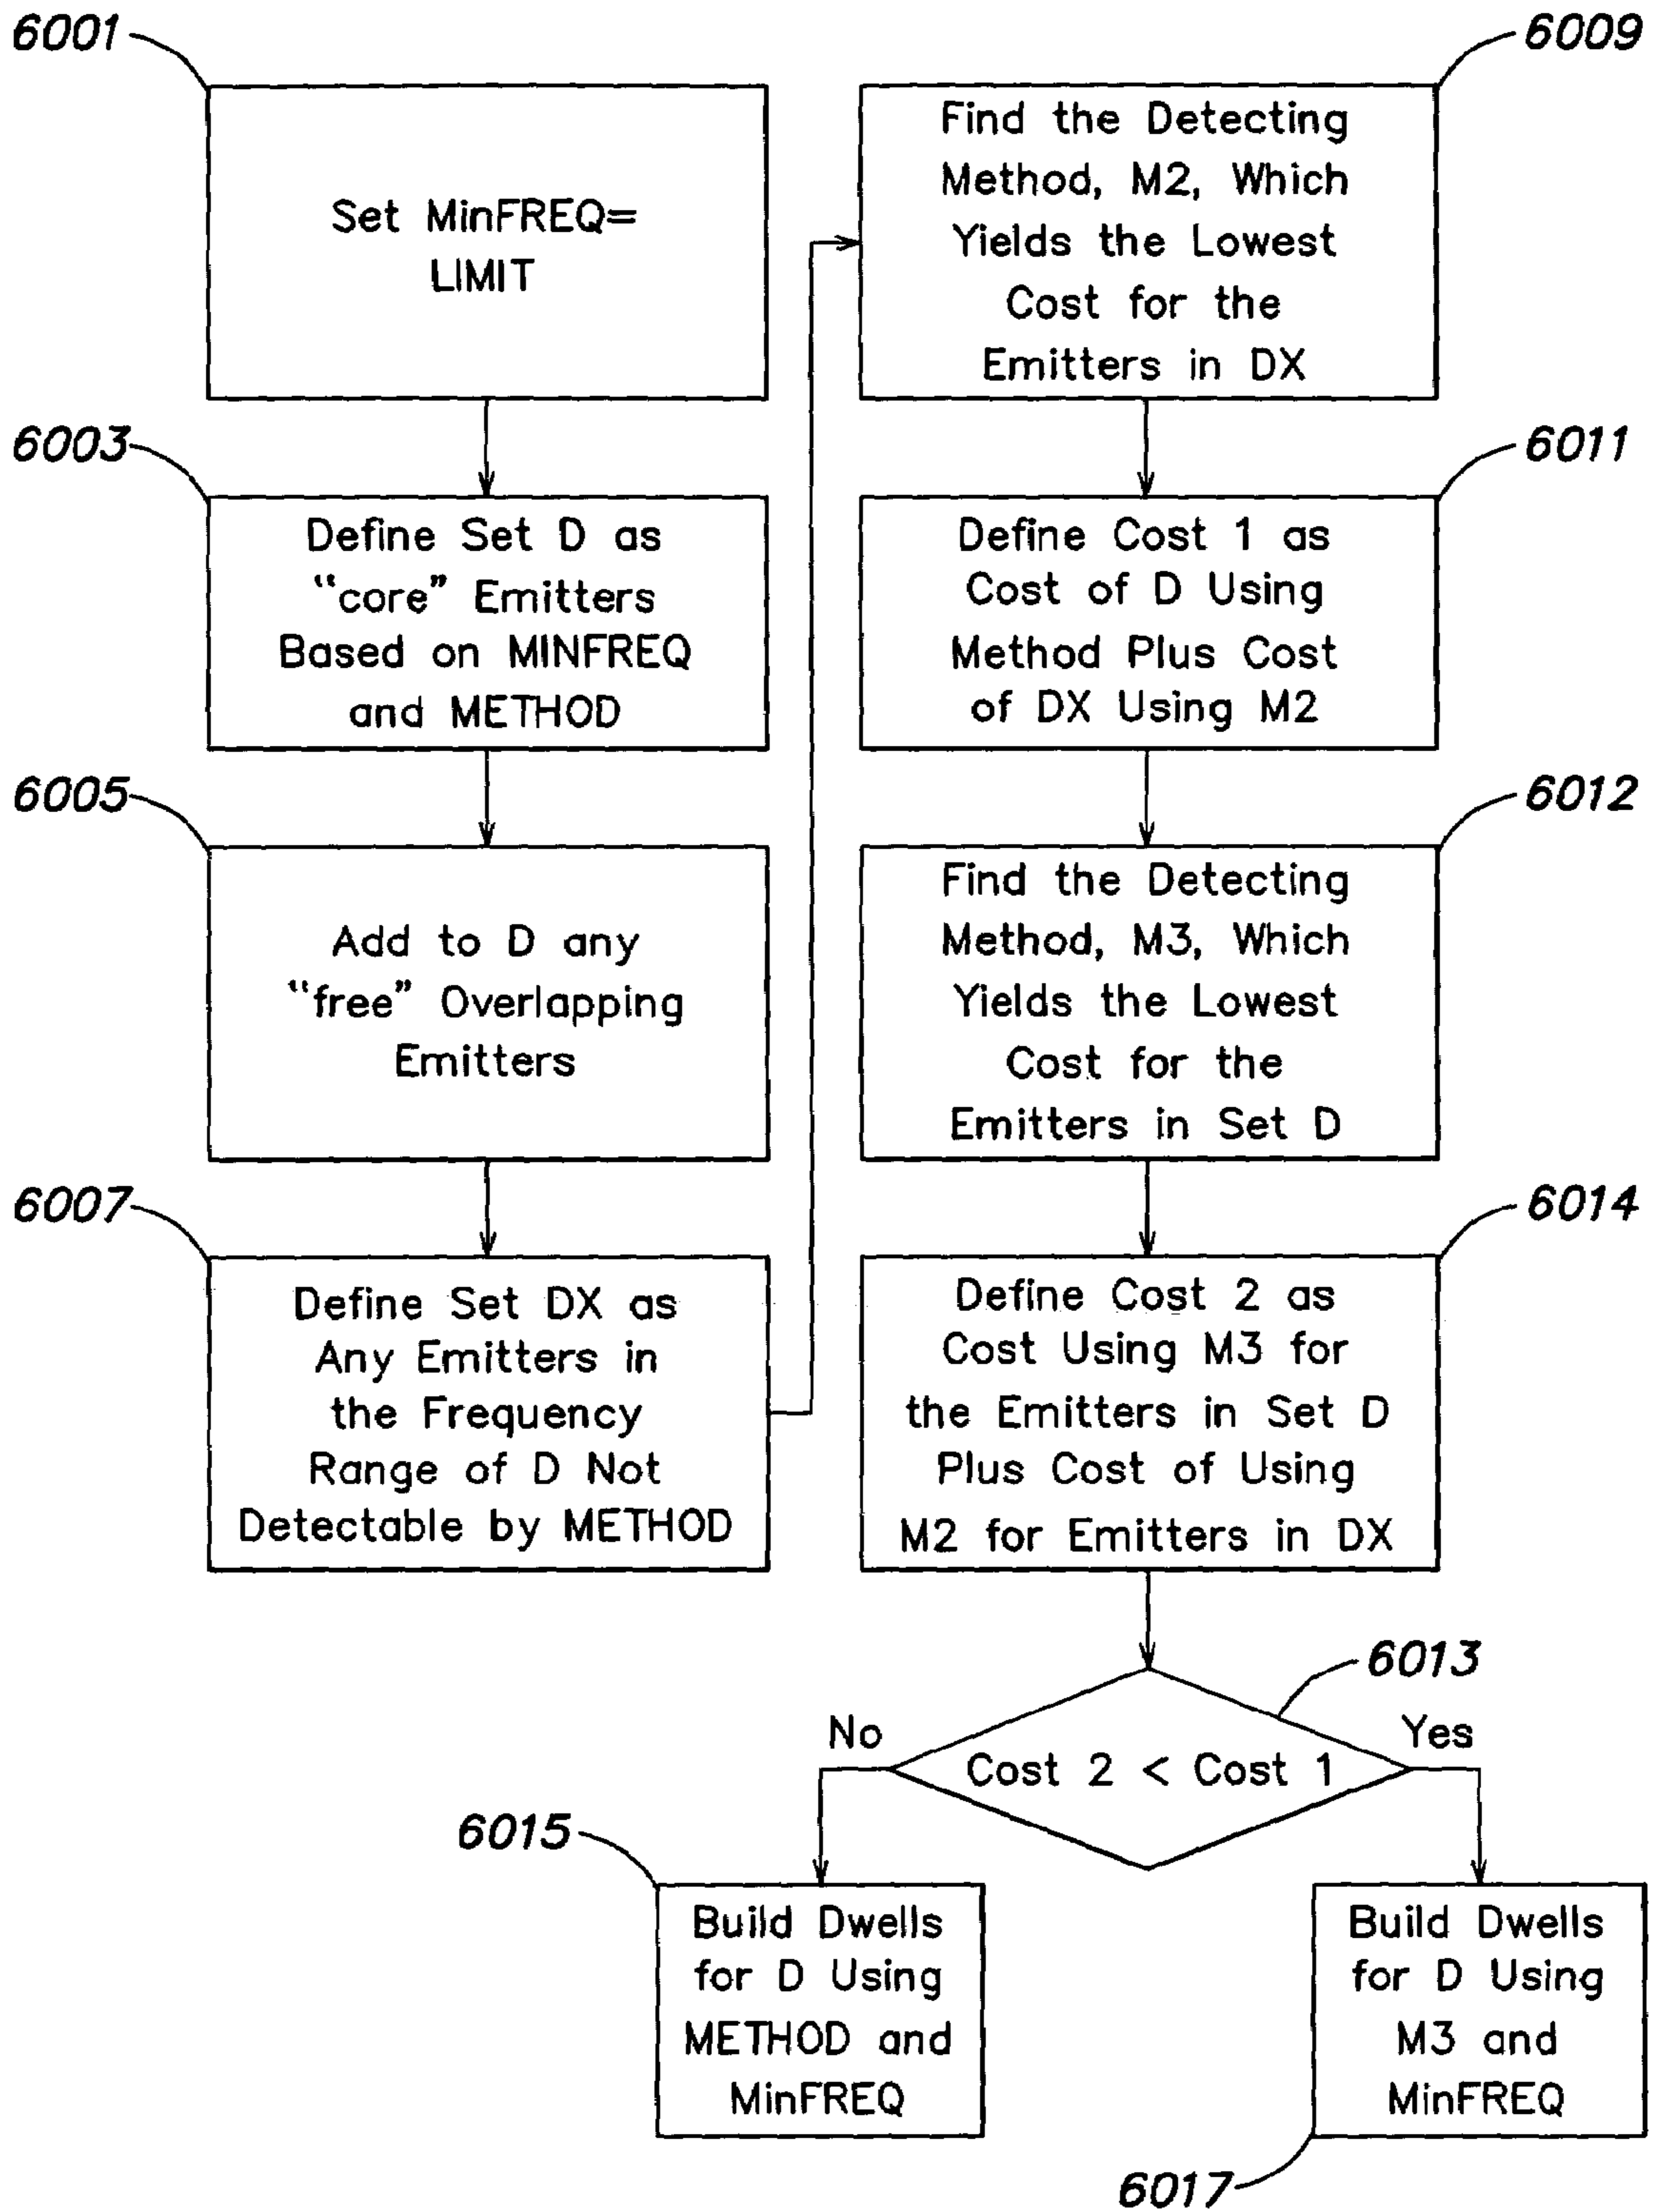 6001
Set MinFREQ=
LIMIT
6003
Define Set D as
“core” Emitters
Based on MINFREQ
and METHOD
6005
Add to D any
“free” Overlapping
Emitters
6007
Define Set DX as
Any Emitters in
the Frequency
Range of D Not
Detectable by METHOD
6009
Find the Detecting
Method, M2, Which
Yields the Lowest
Cost for the
Emitters in DX
6011
Define Cost 1 as
Cost of D Using
Method Plus Cost
of DX Using M2
6012
Find the Detecting
Method, M3, Which
Yields the Lowest
Cost for the
Emitters in Set D
6014
Define Cost 2 as
Cost Using M3 for
the Emitters in Set D
Plus Cost of Using
M2 for Emitters in DX
6013
Cost 2 < Cost 1
No
Yes
6015
Build Dwells
for D Using
METHOD and
MinFREQ
Build Dwells
for D Using
M3 and
MinFREQ
6017